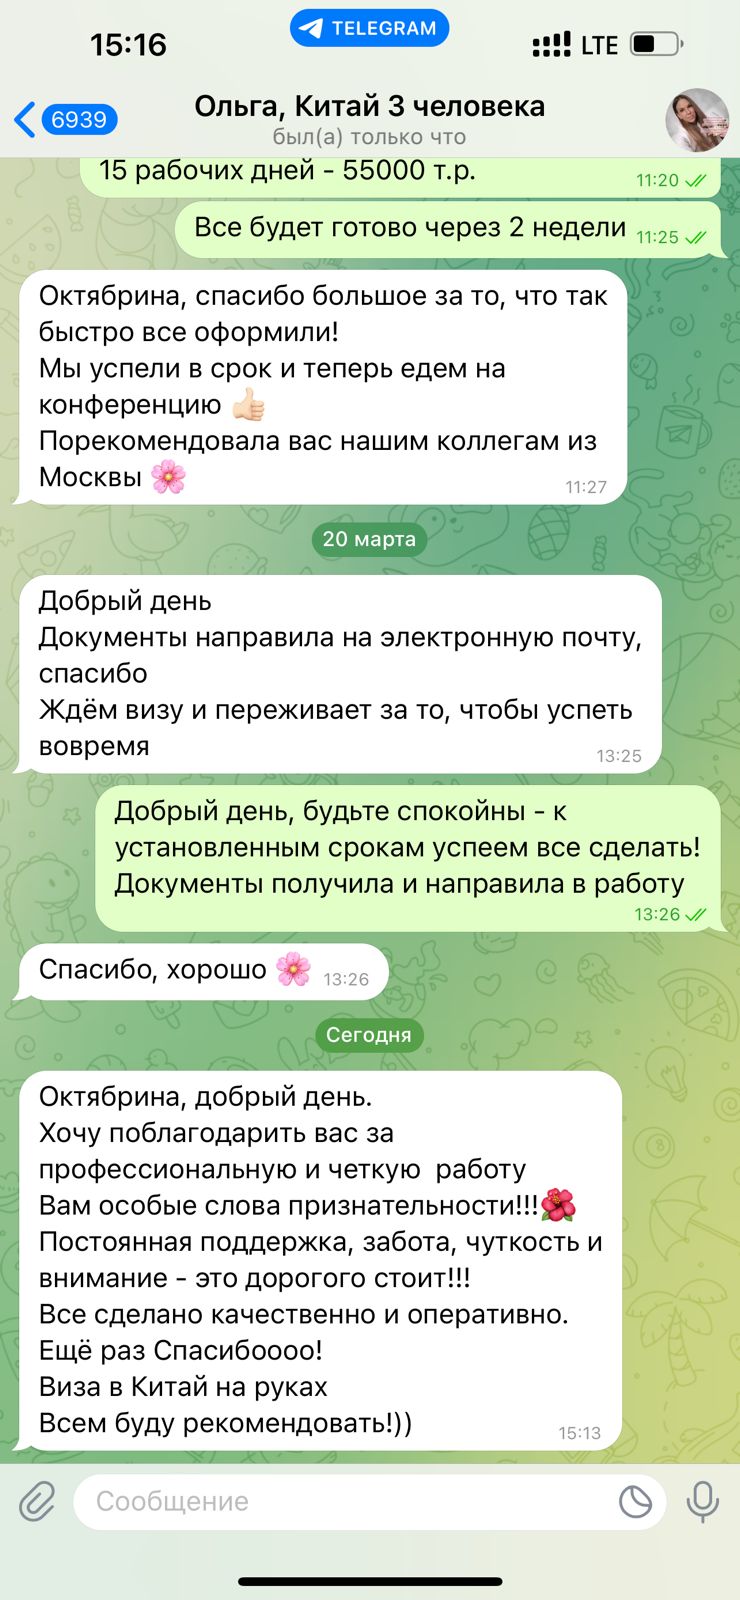 15:16
TELEGRAM
LTE
6939
Ольга, Китай 3 человека
был(а) только что
15 рабочих дней - 55000 т.р.
11:20
Все будет готово через 2 недели
11:25
Октябрина, спасибо большое за то, что так
быстро все оформили!
Мы успели в срок и теперь едем на
конференцию 👍🏻
Порекомендовала вас нашим коллегам из
Москвы 🌸
11:27
20 марта
Добрый день
Документы направила на электронную почту,
спасибо
Ждём визу и переживает за то, чтобы успеть
вовремя
13:25
Добрый день, будьте спокойны - к
установленным срокам успеем все сделать!
Документы получила и направила в работу
13:26
Спасибо, хорошо 🌸
13:26
Сегодня
Октябрина, добрый день.
Хочу поблагодарить вас за
профессиональную и четкую  работу
Вам особые слова признательности!!!🌺
Постоянная поддержка, забота, чуткость и
внимание - это дорогого стоит!!!
Все сделано качественно и оперативно.
Ещё раз Спасибоооо!
Виза в Китай на руках
Всем буду рекомендовать!))
15:13
Сообщение